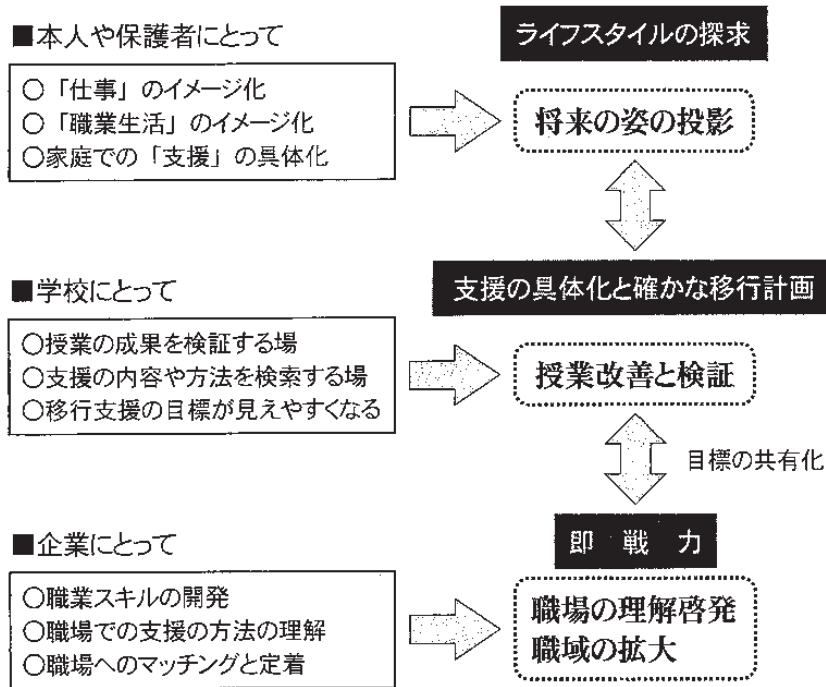 ■本人や保護者にとって
ライフスタイルの探求
○「仕事」のイメージ化
○「職業生活」のイメージ化
○家庭での「支援」の具体化
将来の姿の投影
■学校にとって
支援の具体化と確かな移行計画
○授業の成果を検証する場
○支援の内容や方法を検索する場
○移行支援の目標が見えやすくなる
授業改善と検証
目標の共有化
■企業にとって
即 戦 力
○職業スキルの開発
○職場での支援の方法の理解
○職場へのマッチングと定着
職場の理解啓発
職域の拡大